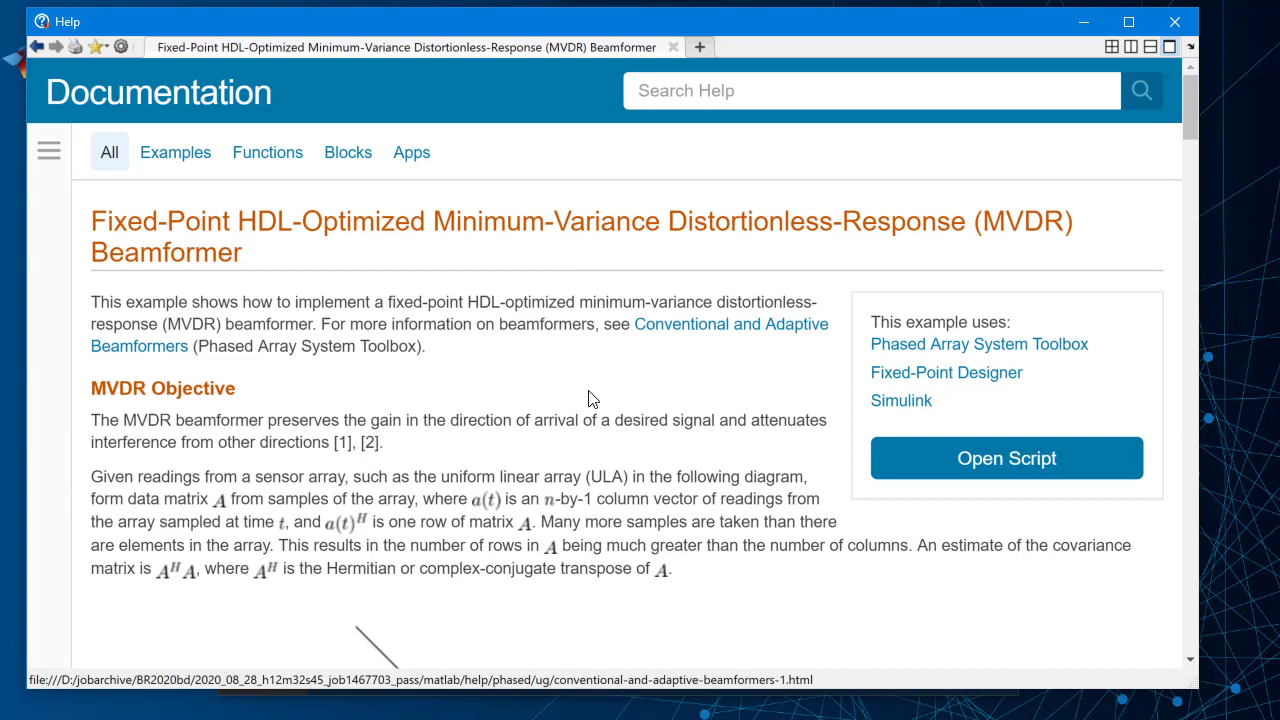 Help
Fixed-Point HDL-Optimized Minimum-Variance Distortionless-Response (MVDR) Beamformer
Documentation
Search Help
All Examples Functions Blocks Apps
Fixed-Point HDL-Optimized Minimum-Variance Distortionless-Response (MVDR)
Beamformer
This example shows how to implement a fixed-point HDL-optimized minimum-variance distortionless-
response (MVDR) beamformer. For more information on beamformers, see Conventional and Adaptive
Beamformers (Phased Array System Toolbox).
This example uses:
Phased Array System Toolbox
Fixed-Point Designer
Simulink
Open Script
MVDR Objective
The MVDR beamformer preserves the gain in the direction of arrival of a desired signal and attenuates
interference from other directions [1], [2].
Given readings from a sensor array, such as the uniform linear array (ULA) in the following diagram,
form data matrix A from samples of the array, where a(t) is an n-by-1 column vector of readings from
the array sampled at time t, and a(t)^H is one row of matrix A. Many more samples are taken than there
are elements in the array. This results in the number of rows in A being much greater than the number of columns. An estimate of the covariance
matrix is A^H A, where A^H is the Hermitian or complex-conjugate transpose of A.
file:///D:/jobarchive/BR2020bd/2020_08_28_h12m32s45_job1467703_pass/matlab/help/phased/ug/conventional-and-adaptive-beamformers-1.html